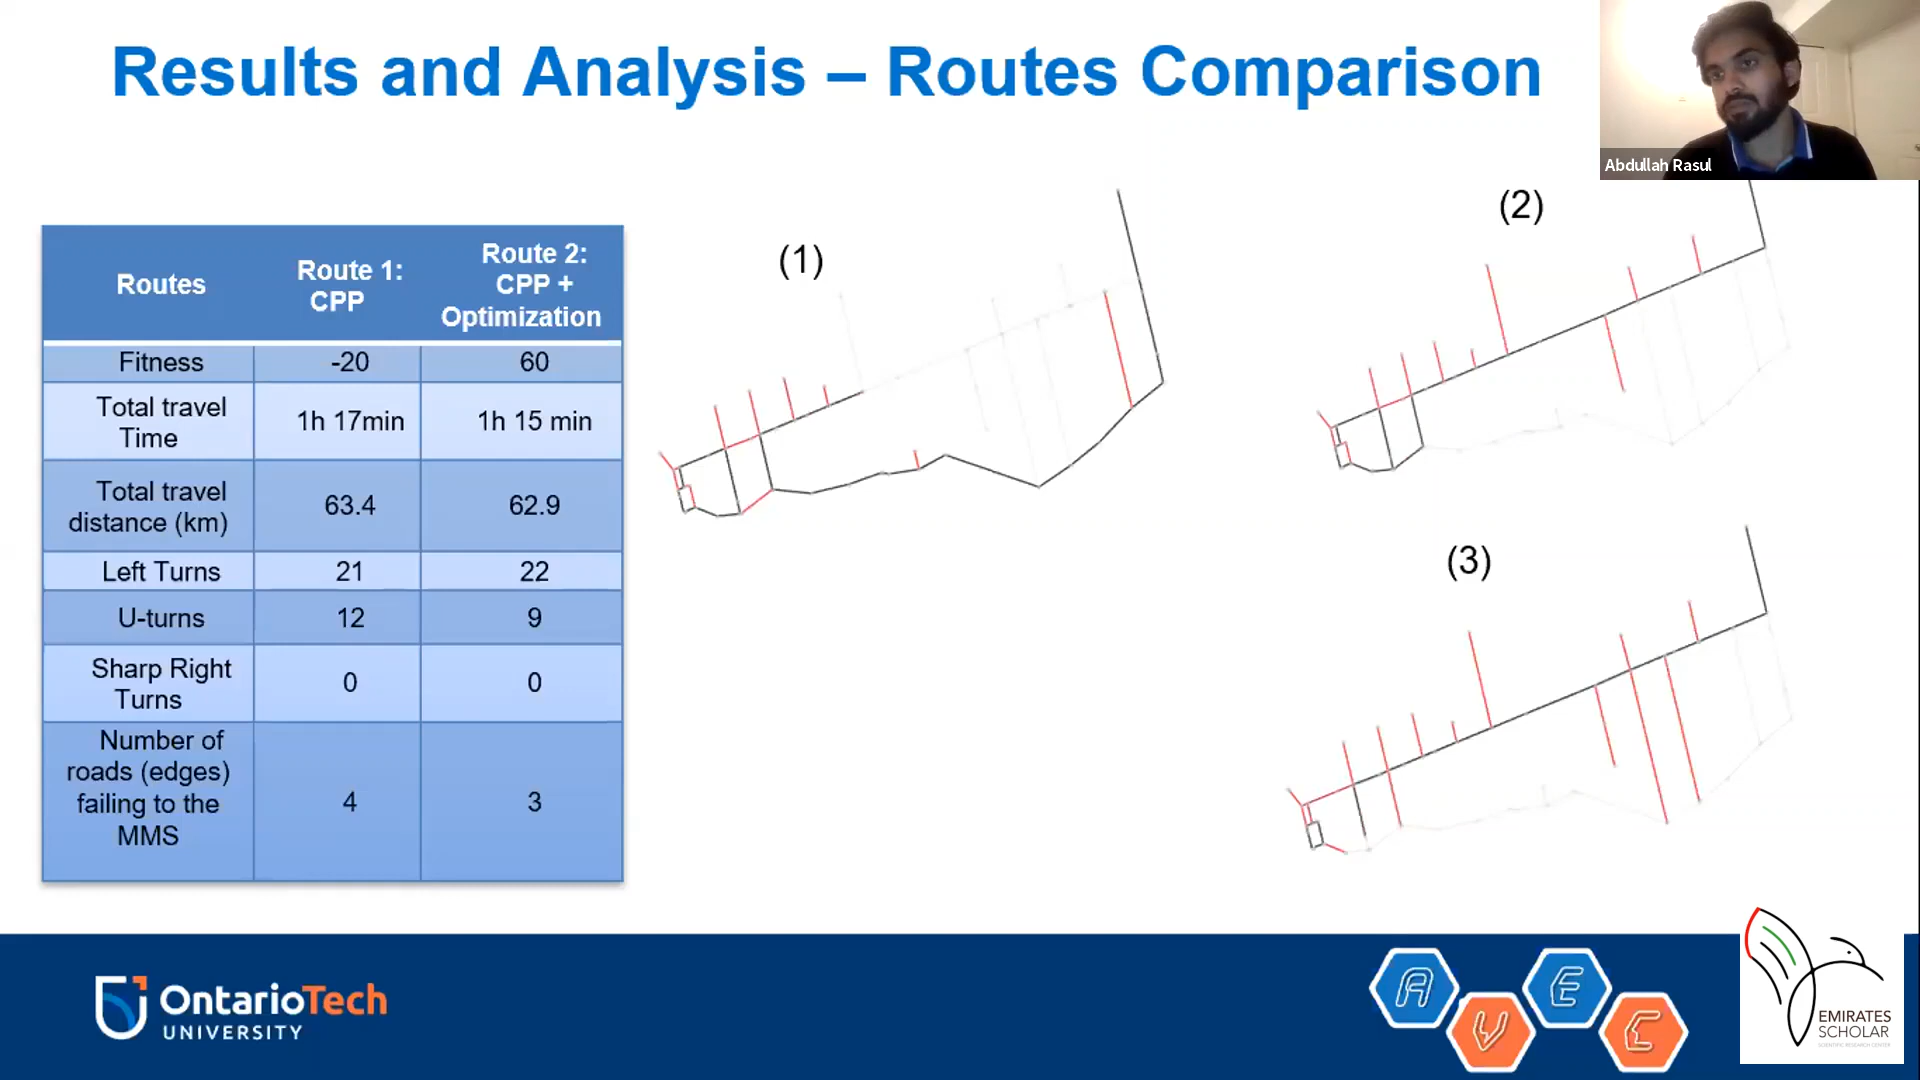 Results and Analysis – Routes Comparison
Abdullah Rasul
Routes
Route 1:
CPP
Route 2:
CPP +
Optimization
Fitness
-20
60
Total travel
Time
1h 17min
1h 15 min
Total travel
distance (km)
63.4
62.9
Left Turns
21
22
U-turns
12
9
Sharp Right
Turns
0
0
Number of
roads (edges)
failing to the
MMS
4
3
(1)
(2)
(3)
OntarioTech
UNIVERSITY
A
V
E
C
EMIRATES
SCHOLAR